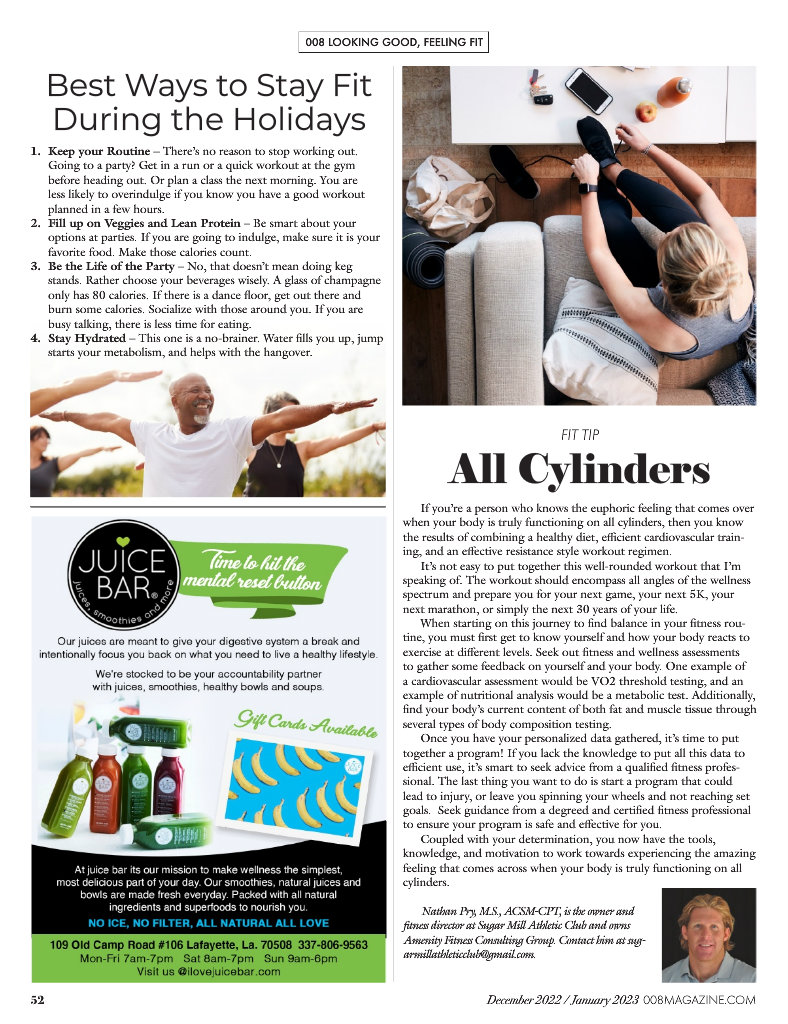 008 LOOKING GOOD, FEELING FIT
Best Ways to Stay Fit
During the Holidays
1. Keep your Routine – There's no reason to stop working out.
Going to a party? Get in a run or a quick workout at the gym
before heading out. Or plan a class the next morning. You are
less likely to overindulge if you know you have a good workout
planned in a few hours.
2. Fill up on Veggies and Lean Protein – Be smart about your
options at parties. If you are going to indulge, make sure it is your
favorite food. Make those calories count.
3. Be the Life of the Party – No, that doesn't mean doing keg
stands. Rather choose your beverages wisely. A glass of champagne
only has 80 calories. If there is a dance floor, get out there and
burn some calories. Socialize with those around you. If you are
busy talking, there is less time for eating.
4. Stay Hydrated – This one is a no-brainer. Water fills you up, jump
starts your metabolism, and helps with the hangover.
JUICE
BAR®
juices, smoothies and more
Time to hit the
mental reset button
Our juices are meant to give your digestive system a break and
intentionally focus you back on what you need to live a healthy lifestyle.
We're stocked to be your accountability partner
with juices, smoothies, healthy bowls and soups.
Gift Cards Available
At juice bar its our mission to make wellness the simplest,
most delicious part of your day. Our smoothies, natural juices and
bowls are made fresh everyday. Packed with all natural
ingredients and superfoods to nourish you.
NO ICE, NO FILTER, ALL NATURAL ALL LOVE
109 Old Camp Road #106 Lafayette, La. 70508 337-806-9563
Mon-Fri 7am-7pm Sat 8am-7pm Sun 9am-6pm
Visit us @ilovejuicebar.com
FIT TIP
All Cylinders
If you're a person who knows the euphoric feeling that comes over
when your body is truly functioning on all cylinders, then you know
the results of combining a healthy diet, efficient cardiovascular train-
ing, and an effective resistance style workout regimen.
It's not easy to put together this well-rounded workout that I'm
speaking of. The workout should encompass all angles of the wellness
spectrum and prepare you for your next game, your next 5K, your
next marathon, or simply the next 30 years of your life.
When starting on this journey to find balance in your fitness rou-
tine, you must first get to know yourself and how your body reacts to
exercise at different levels. Seek out fitness and wellness assessments
to gather some feedback on yourself and your body. One example of
a cardiovascular assessment would be VO2 threshold testing, and an
example of nutritional analysis would be a metabolic test. Additionally,
find your body's current content of both fat and muscle tissue through
several types of body composition testing.
Once you have your personalized data gathered, it's time to put
together a program! If you lack the knowledge to put all this data to
efficient use, it's smart to seek advice from a qualified fitness profes-
sional. The last thing you want to do is start a program that could
lead to injury, or leave you spinning your wheels and not reaching set
goals. Seek guidance from a degreed and certified fitness professional
to ensure your program is safe and effective for you.
Coupled with your determination, you now have the tools,
knowledge, and motivation to work towards experiencing the amazing
feeling that comes across when your body is truly functioning on all
cylinders.
Nathan Pry, M.S., ACSM-CPT, is the owner and
fitness director at Sugar Mill Athletic Club and owns
Amenity Fitness Consulting Group. Contact him at sug-
armillathleticclub@gmail.com.
52
December 2022 / January 2023 008MAGAZINE.COM